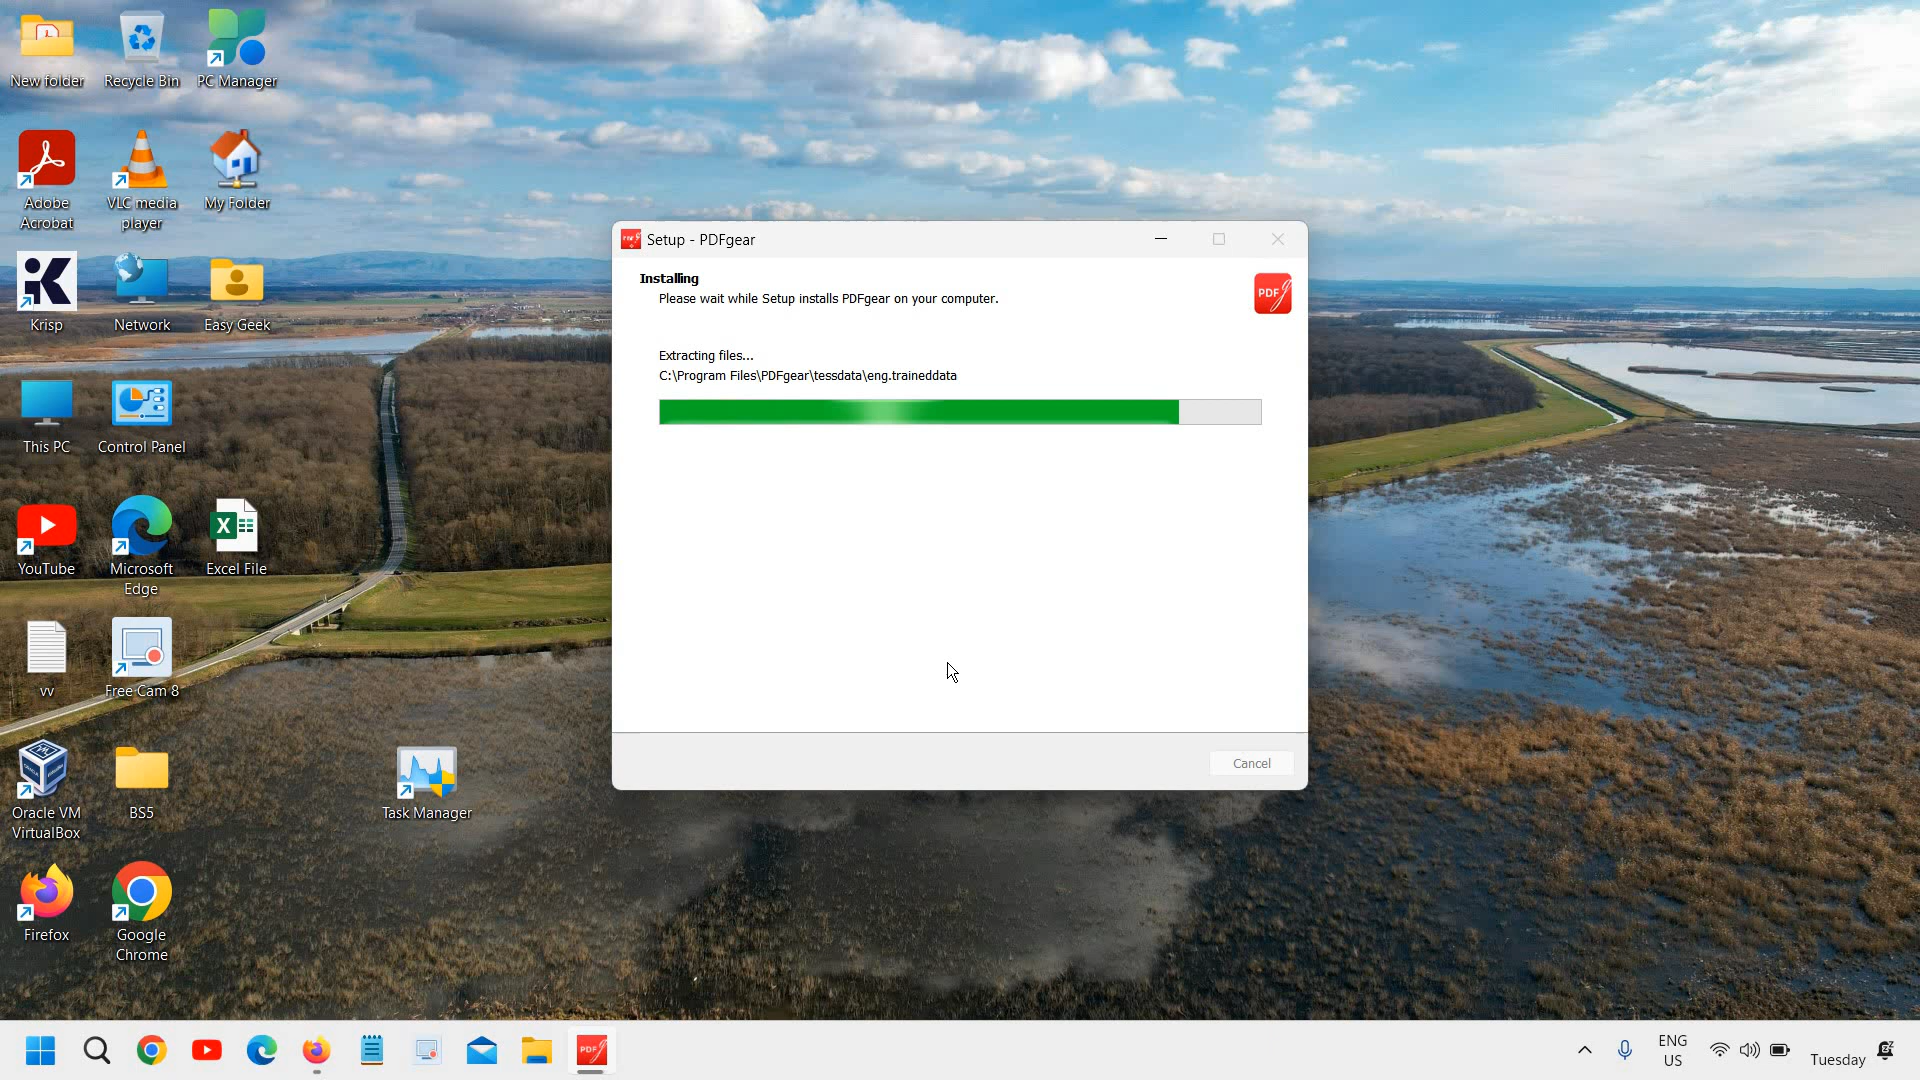 New folder
Recycle Bin
PC Manager
Adobe
Acrobat
VLC media
player
My Folder
Krisp
Network
Easy Geek
This PC
Control Panel
YouTube
Microsoft
Edge
Excel File
vv
Free Cam 8
Oracle VM
VirtualBox
BS5
Task Manager
Firefox
Google
Chrome
Setup - PDFgear
Installing
Please wait while Setup installs PDFgear on your computer.
PDF
Extracting files...
C:\Program Files\PDFgear\tessdata\eng.traineddata
Cancel
PDF
ENG
US
Tuesday